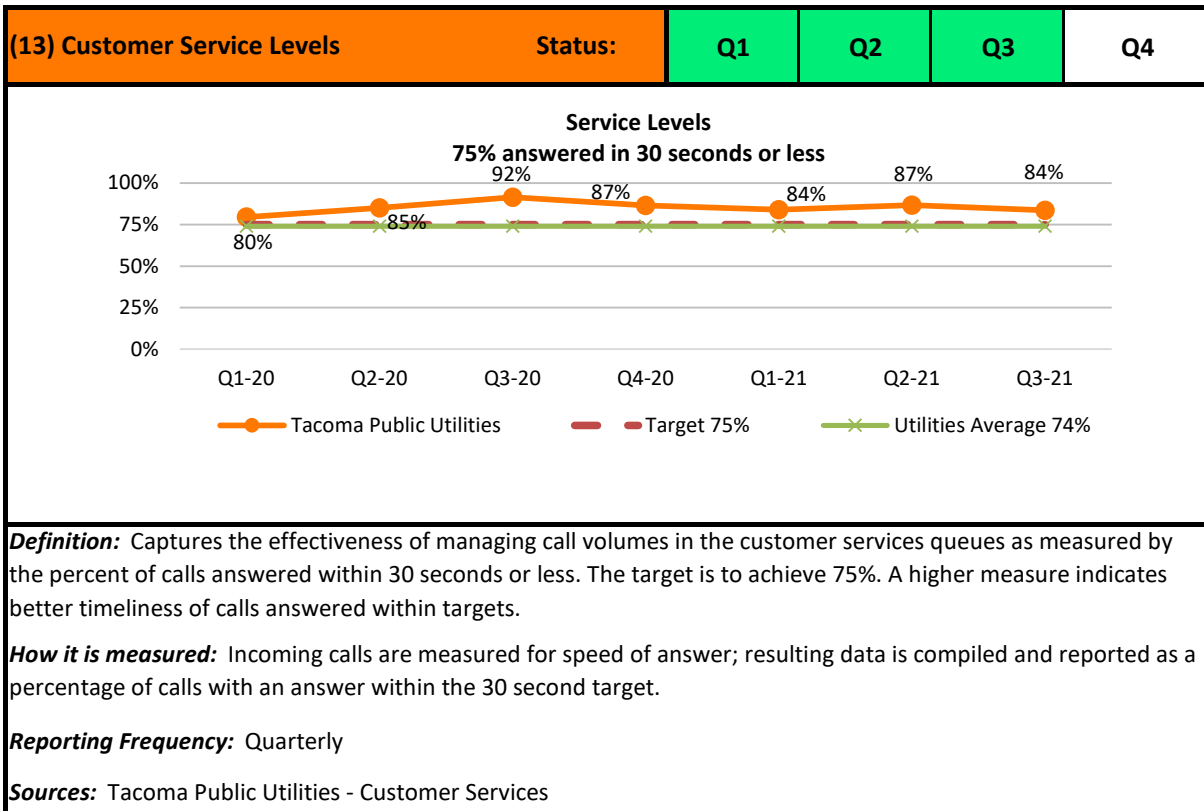 (13) Customer Service Levels Status: Q1 Q2 Q3 Q4
Service Levels
75% answered in 30 seconds or less
100%
75%
50%
25%
0%
80%
85%
92%
87%
84%
87%
84%
Q1-20 Q2-20 Q3-20 Q4-20 Q1-21 Q2-21 Q3-21
Tacoma Public Utilities Target 75% Utilities Average 74%
Definition: Captures the effectiveness of managing call volumes in the customer services queues as measured by
the percent of calls answered within 30 seconds or less. The target is to achieve 75%. A higher measure indicates
better timeliness of calls answered within targets.
How it is measured: Incoming calls are measured for speed of answer; resulting data is compiled and reported as a
percentage of calls with an answer within the 30 second target.
Reporting Frequency: Quarterly
Sources: Tacoma Public Utilities - Customer Services